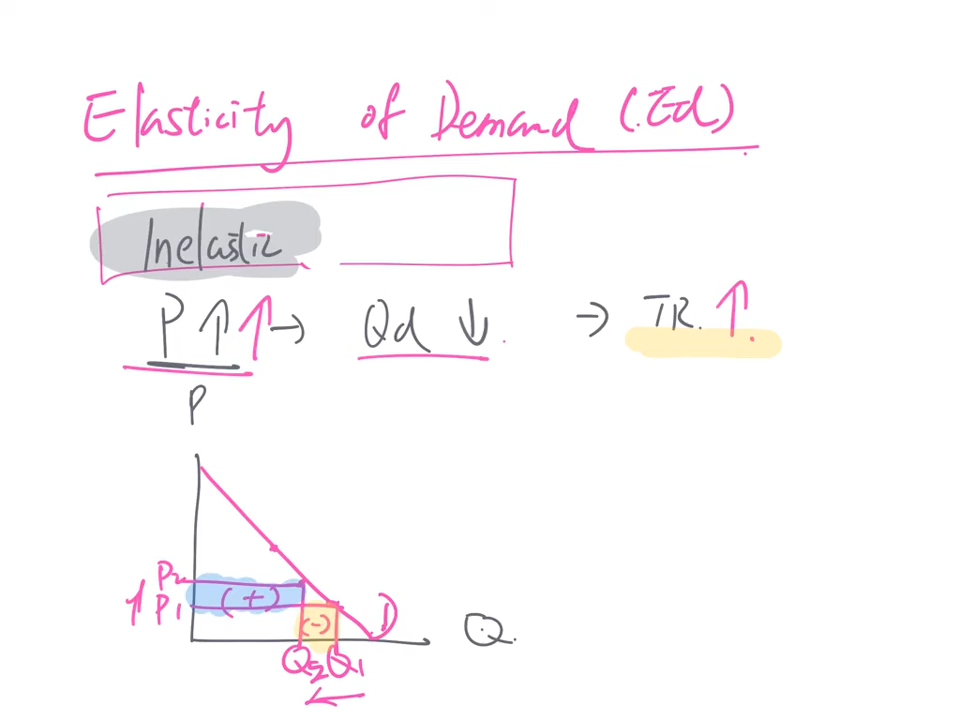 Elasticity of Demand (Ed)
Inelastic
P ↑ ↑ → Qd ↓ → TR. ↑
P
P2
(+)
↑ P1
(-)
D
Q
Q2 Q1
←